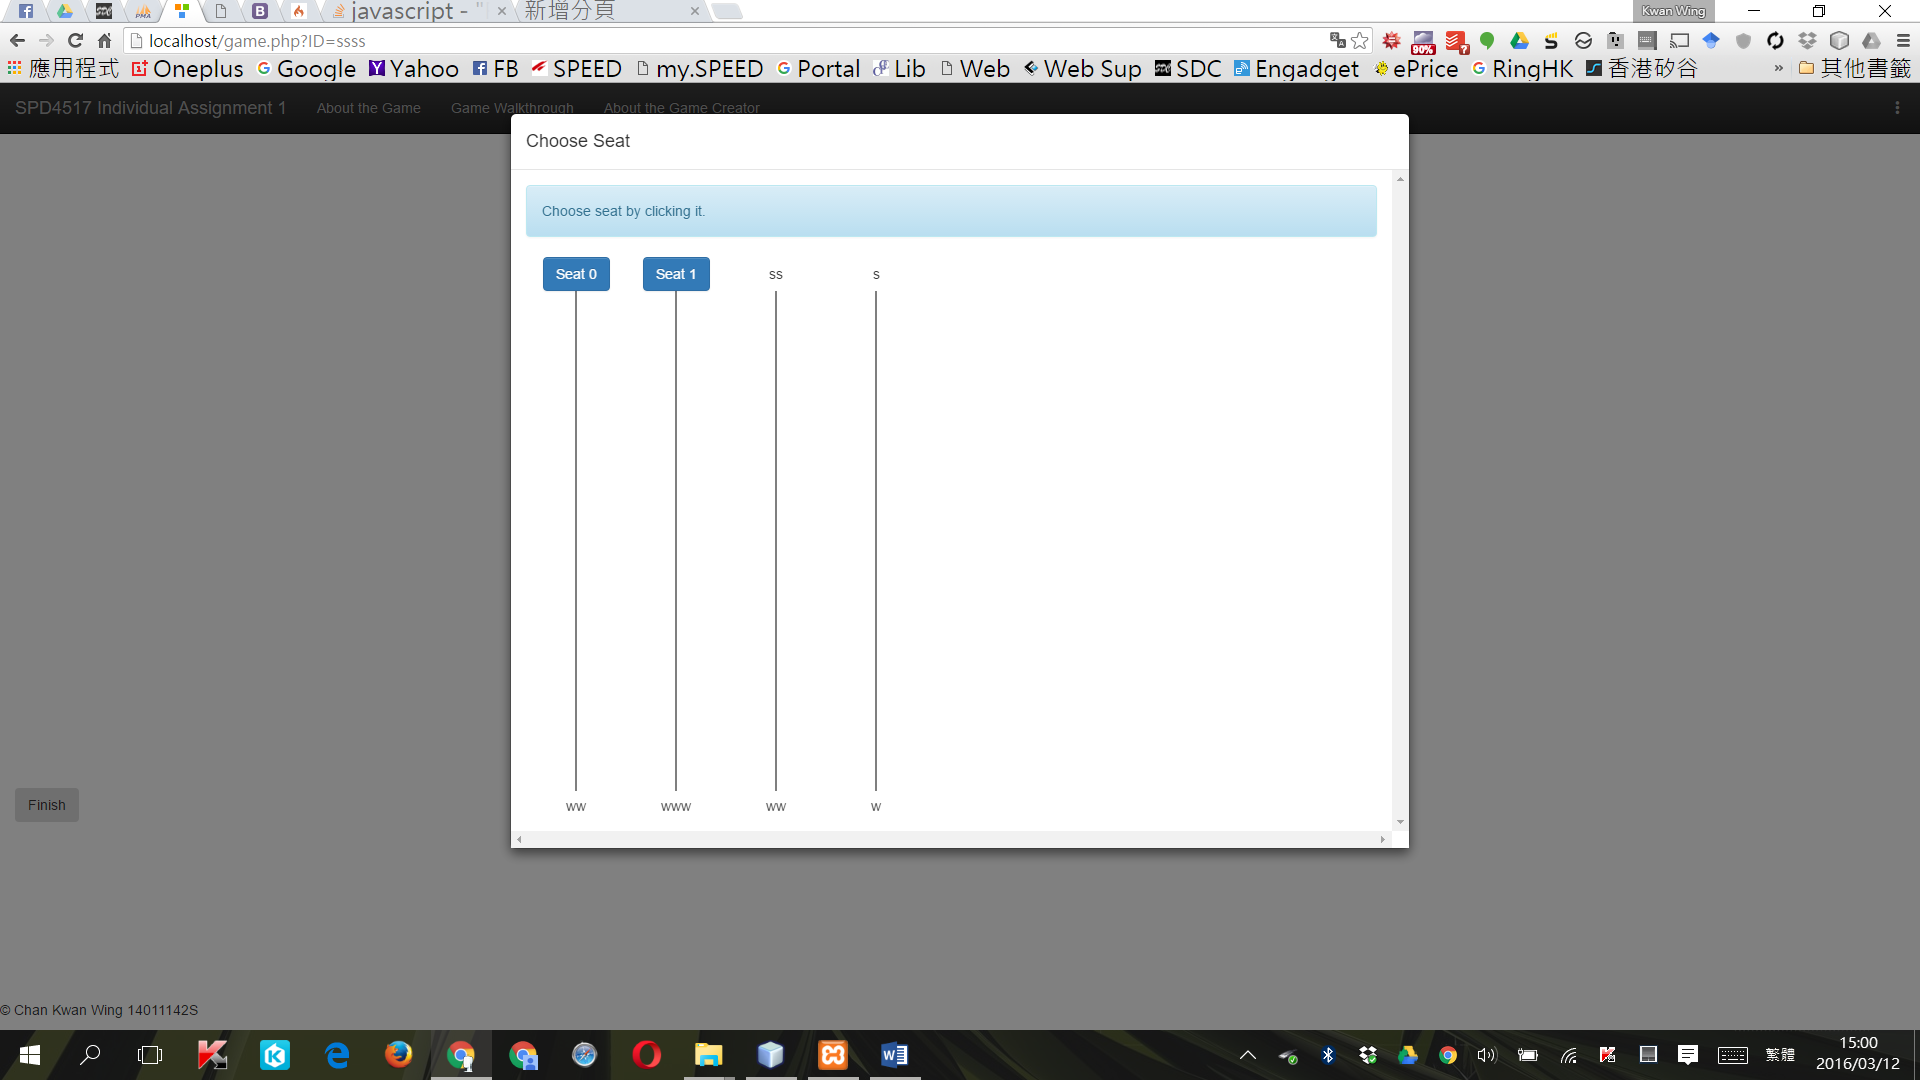 javascript - "
新增分頁
Kwan Wing
localhost/game.php?ID=ssss
90%
應用程式 Oneplus Google Yahoo FB SPEED my.SPEED Portal Lib Web Web Sup SDC Engadget ePrice RingHK 香港矽谷 » 其他書籤
SPD4517 Individual Assignment 1 About the Game Game Walkthrough About the Game Creator
Choose Seat
Choose seat by clicking it.
Seat 0 Seat 1 ss s
ww www ww w
Finish
© Chan Kwan Wing 14011142S
繁體
15:00
2016/03/12